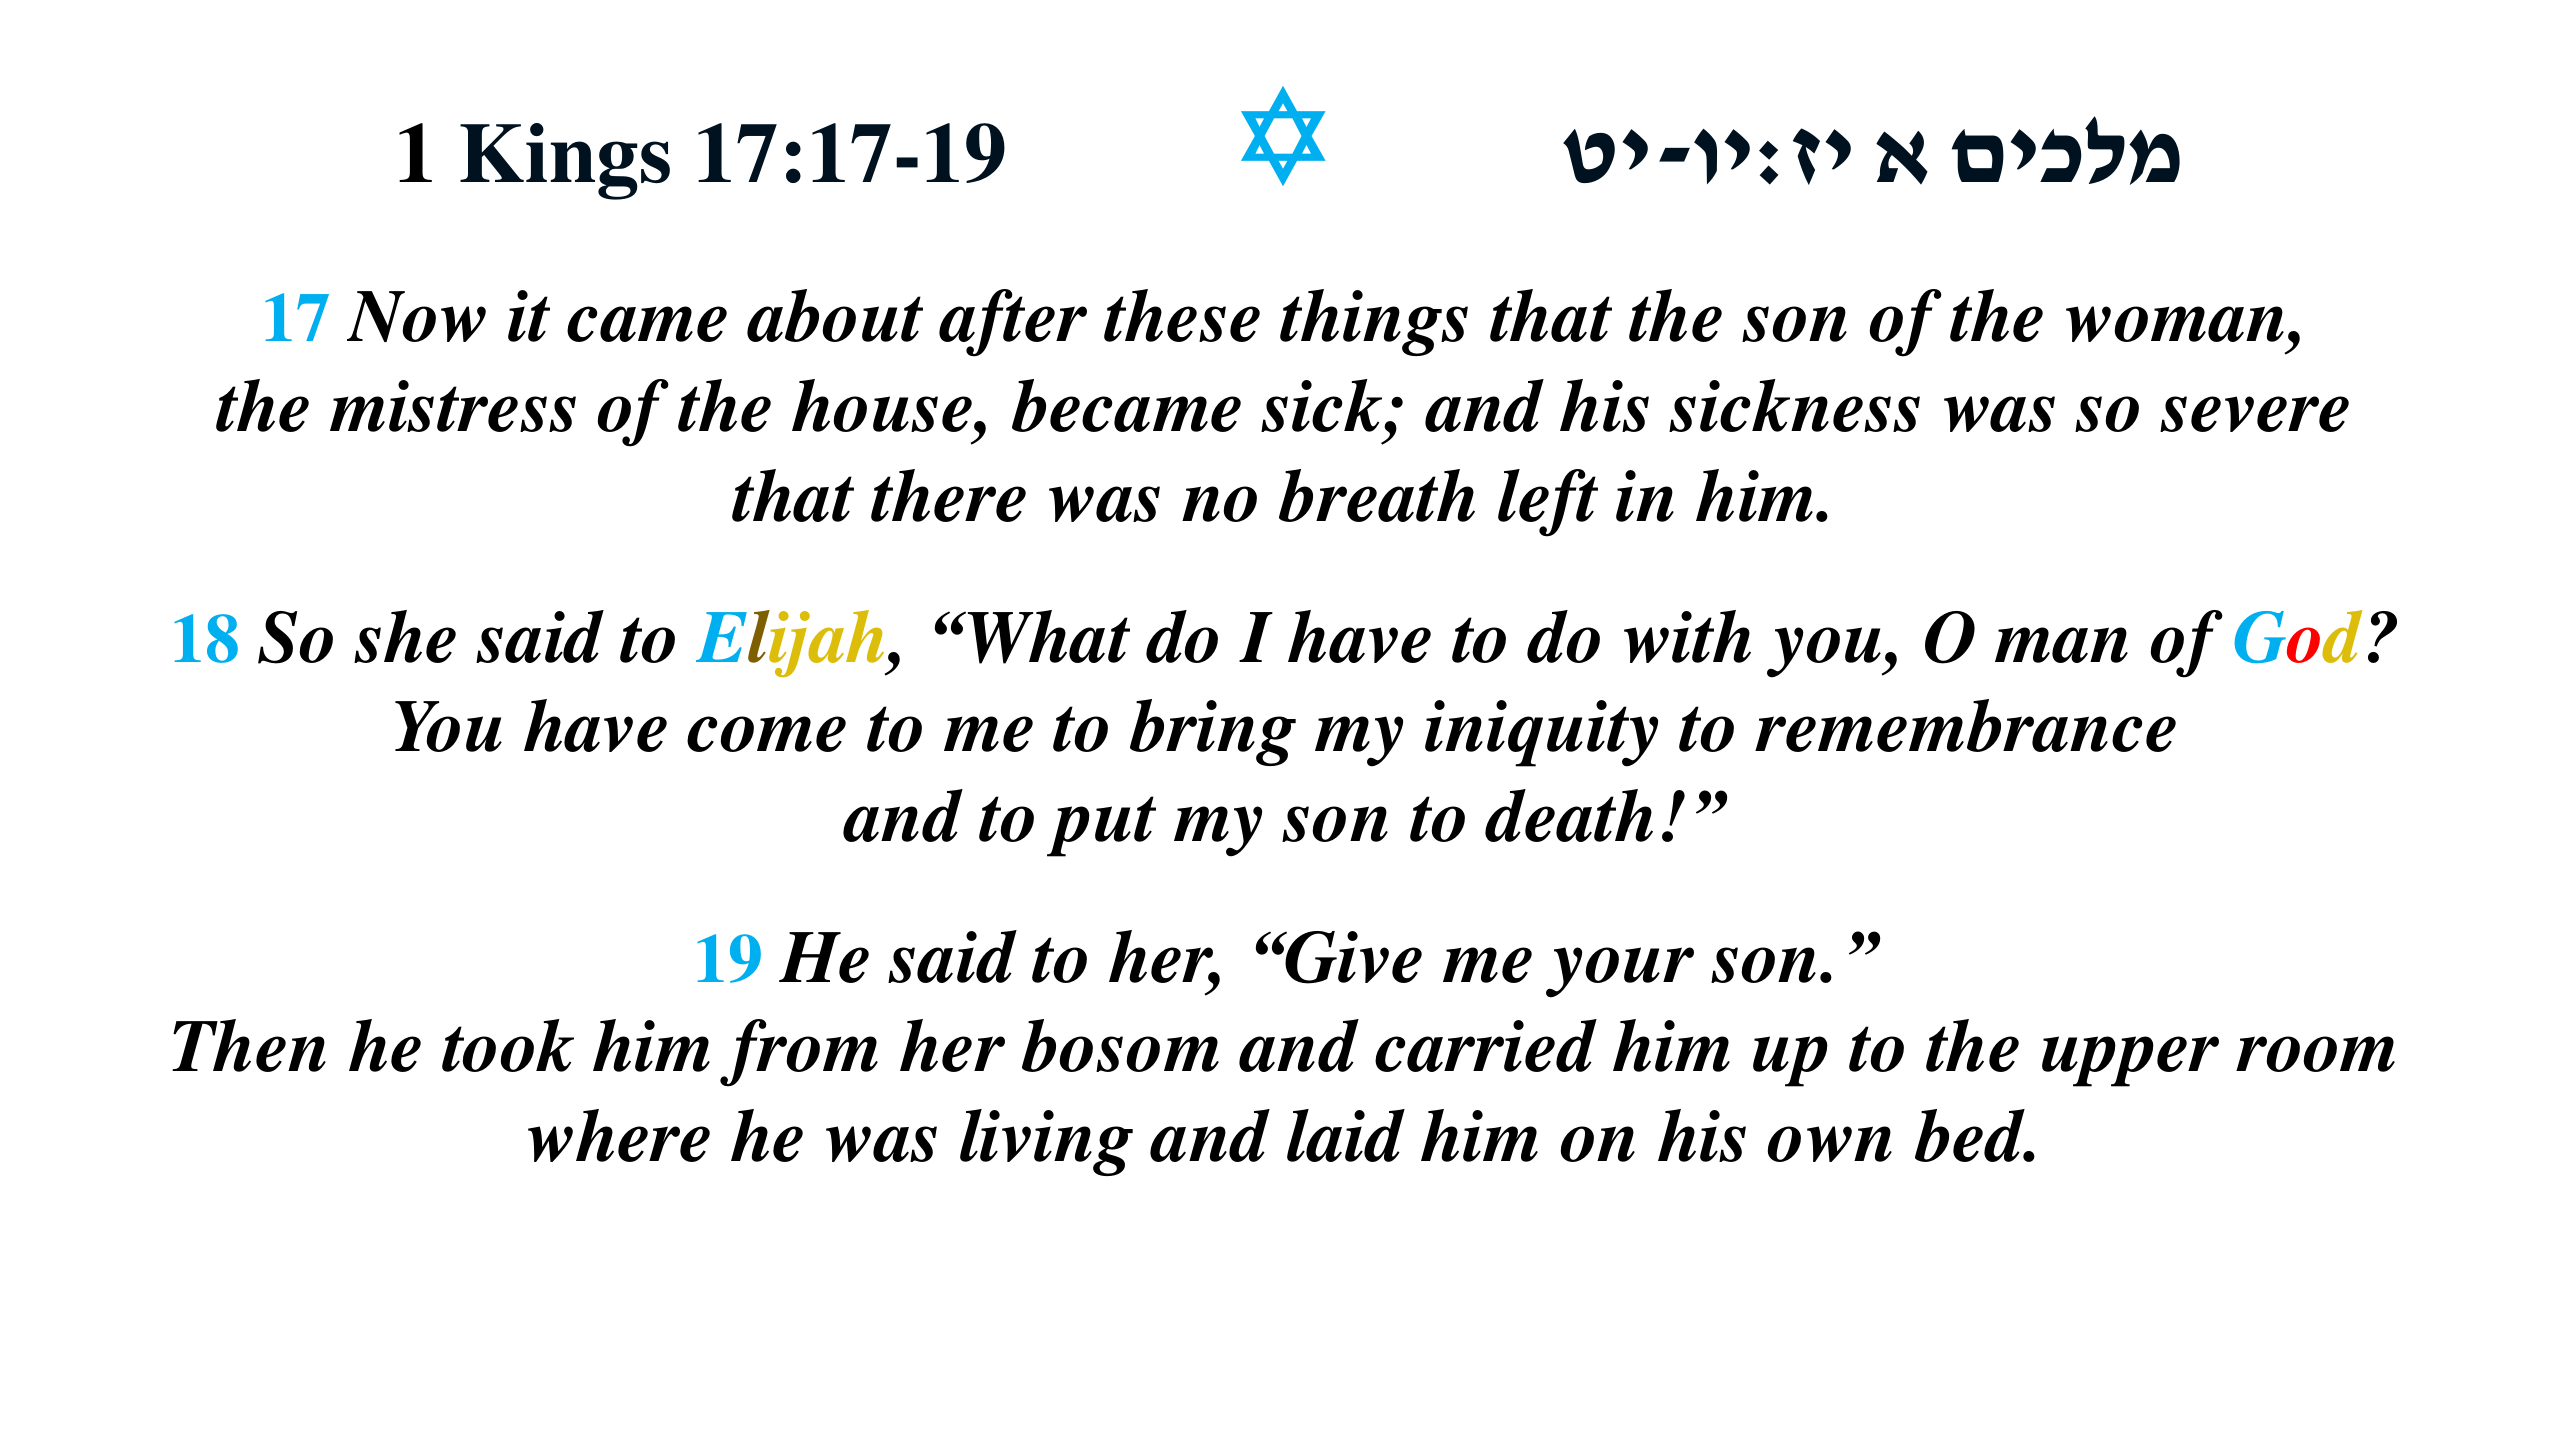 1 Kings 17:17-19 ✡ מלכים א יז:יו-יט
17 Now it came about after these things that the son of the woman,
the mistress of the house, became sick; and his sickness was so severe
that there was no breath left in him.
18 So she said to Elijah, “What do I have to do with you, O man of God?
You have come to me to bring my iniquity to remembrance
and to put my son to death!”
19 He said to her, “Give me your son.”
Then he took him from her bosom and carried him up to the upper room
where he was living and laid him on his own bed.